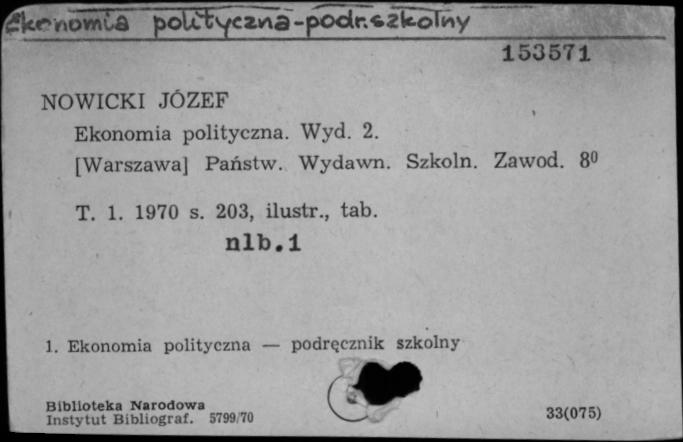 Ekonomia polityczna-podr.szkolny
153571
NOWICKI JÓZEF
Ekonomia polityczna. Wyd. 2.
[Warszawa] Państw. Wydawn. Szkoln. Zawod. 8⁰
T. 1. 1970 s. 203, ilustr., tab.
nlb.1
1. Ekonomia polityczna — podręcznik szkolny
Biblioteka Narodowa
Instytut Bibliograf. 5799/70
33(075)